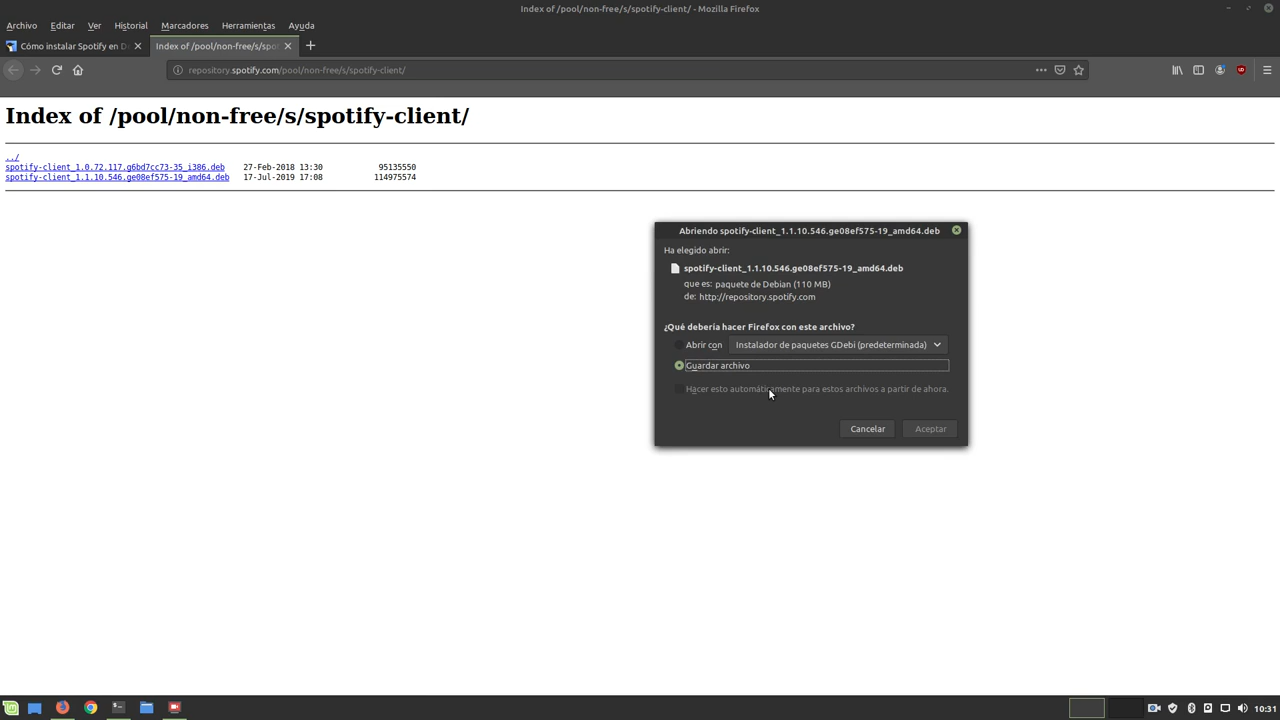 Index of /pool/non-free/s/spotify-client/ - Mozilla Firefox
Archivo Editar Ver Historial Marcadores Herramientas Ayuda
Cómo instalar Spotify en D
Index of /pool/non-free/s/spo
repository.spotify.com/pool/non-free/s/spotify-client/
Index of /pool/non-free/s/spotify-client/
../
spotify-client_1.0.72.117.g6bd7cc73-35_i386.deb 27-Feb-2018 13:30 95135550
spotify-client_1.1.10.546.ge08ef575-19_amd64.deb 17-Jul-2019 17:08 114975574
Abriendo spotify-client_1.1.10.546.ge08ef575-19_amd64.deb
Ha elegido abrir:
spotify-client_1.1.10.546.ge08ef575-19_amd64.deb
que es: paquete de Debian (110 MB)
de: http://repository.spotify.com
¿Qué debería hacer Firefox con este archivo?
Abrir con Instalador de paquetes GDebi (predeterminada)
Guardar archivo
Hacer esto automáticamente para estos archivos a partir de ahora.
Cancelar Aceptar
10:31